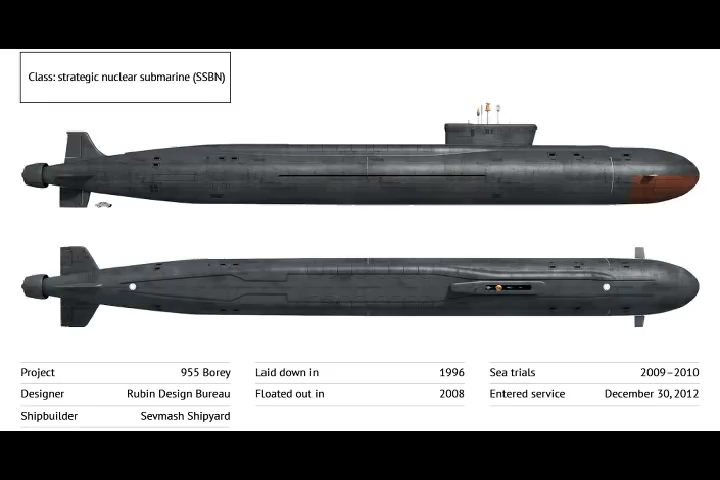 Class: strategic nuclear submarine (SSBN)
Project 955 Borey
Designer Rubin Design Bureau
Shipbuilder Sevmash Shipyard
Laid down in 1996
Floated out in 2008
Sea trials 2009–2010
Entered service December 30, 2012